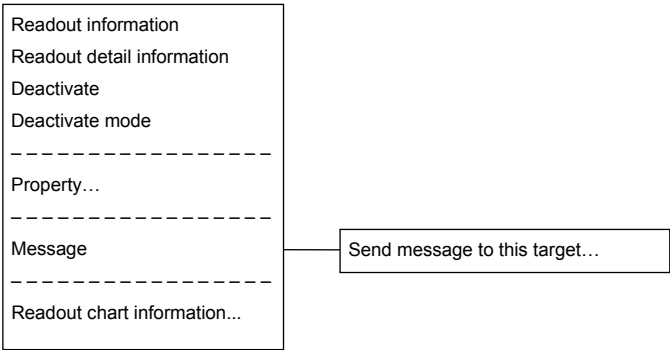 Readout information
Readout detail information
Deactivate
Deactivate mode
Property…
Message
Send message to this target…
Readout chart information...